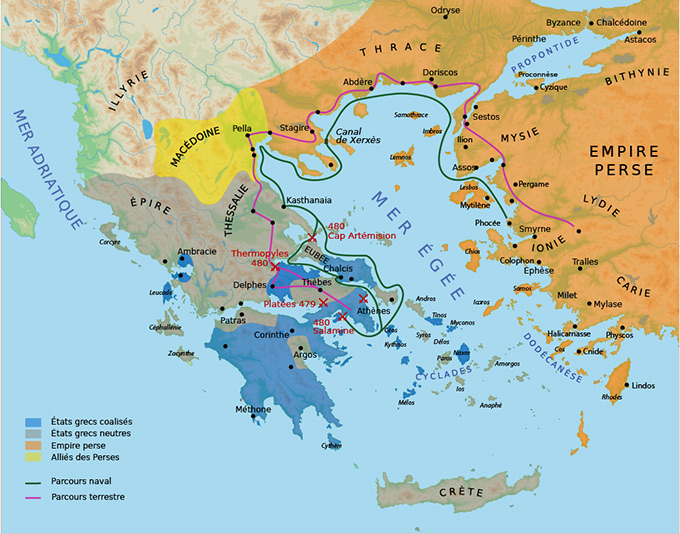 Odryse
Byzance
Chalcédoine
Périnthe
Astacos
THRACE
PROPONTIDE
Doriscos
Abdère
Proconnèse
Cyzique
BITHYNIE
ILLYRIE
MER ADRIATIQUE
MACÉDOINE
Pella
Stagire
Canal
de Xerxès
Samothrace
Imbros
Sestos
MYSIE
Ilion
Lemnos
Assos
EMPIRE
PERSE
ÉPIRE
THESSALIE
Kasthanaia
MER ÉGÉE
Lesbos
Mytilène
Pergame
LYDIE
Phocée
Smyrne
IONIE
Corcyre
Ambracie
480
Cap Artémision
Thermopyles
480
EUBÉE
Chalcis
Chios
Colophon
Éphèse
Tralles
CARIE
Leucade
Delphes
Thèbes
Platées 479
Athènes
480
Salamine
Andros
Tinos
Myconos
Icaros
Samos
Milet
Mylase
Céphallénie
Patras
Corinthe
Kythnos
Syros
Délos
Paros
Naxos
Amorgos
Halicarnasse
Physcos
Cos
Cnide
DODÉCANÈSE
Zacynthe
Argos
CYCLADES
Ios
Mélos
Anaphé
Rhodes
Lindos
Méthone
Cythère
CRÈTE
États grecs coalisés
États grecs neutres
Empire perse
Alliés des Perses
Parcours naval
Parcours terrestre